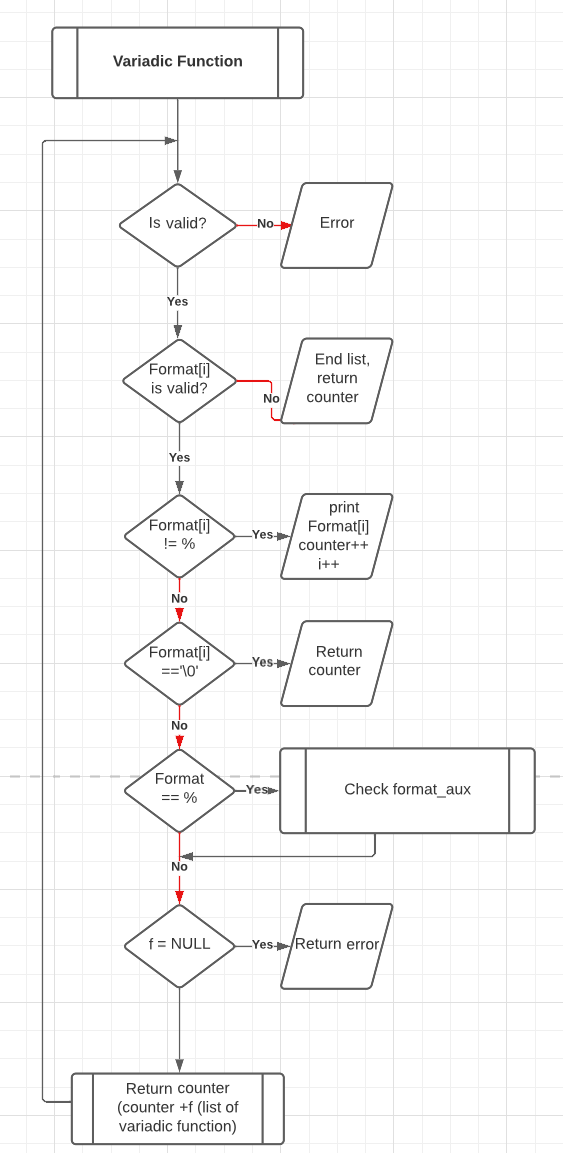 Variadic Function
Is valid?
No
Error
Yes
Format[i]
is valid?
No
End list,
return
counter
Yes
Format[i]
!= %
Yes
print
Format[i]
counter++
i++
No
Format[i]
=='\0'
Yes
Return
counter
No
Format
== %
Yes
Check format_aux
No
f = NULL
Yes
Return error
Return counter
(counter +f (list of
variadic function)